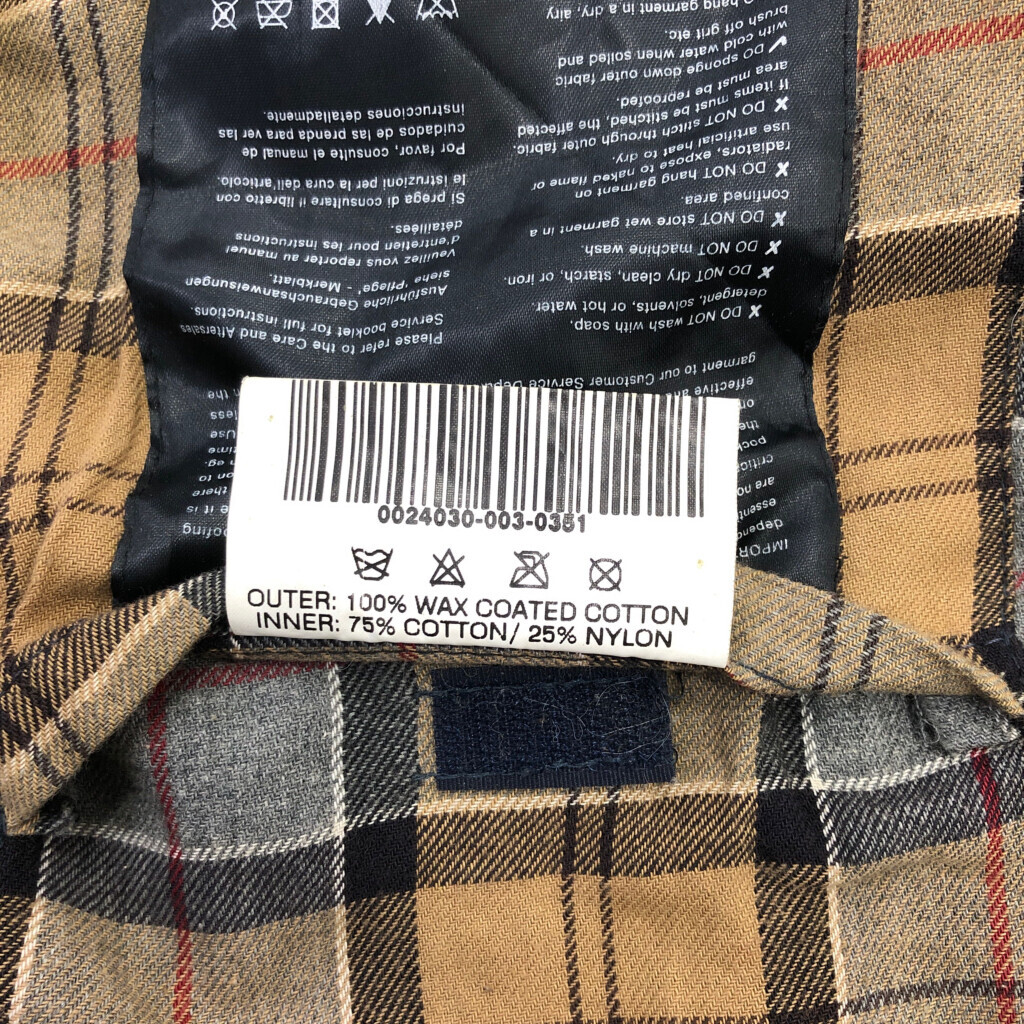 0024030-003-0351
OUTER: 100% WAX COATED COTTON
INNER: 75% COTTON/ 25% NYLON
effective
garment to our Customer Service
✗ DO NOT wash with soap,
detergent, solvents, or hot water
✗ DO NOT dry clean, starch, or iron.
✗ DO NOT machine wash.
✗ DO NOT store wet garment in a
confined area
✗ DO NOT hang garment on
radiators, expose to naked flame or
use artificial heat to dry.
✗ DO NOT stitch through outer fabric.
If items must be stitched, the affected
area must be reproofed.
✓ DO sponge down outer fabric
with cold water when soiled and
brush off grit etc.
hang garment in a dry, airy
there
time
Use
Please refer to the Care and Aftersales
Service booklet for full instructions.
Ausführliche Gebrauchsanweisungen
siehe 'Pflege' - Merkblatt.
veuillez vous reporter au manuel
d'entretien pour les instructions
détaillées.
Si prega di consultare il libretto con
le istruzioni per la cura dell'articolo.
Por favor, consulte el manual de
cuidados de las prenda para ver las
instrucciones detalladamente.